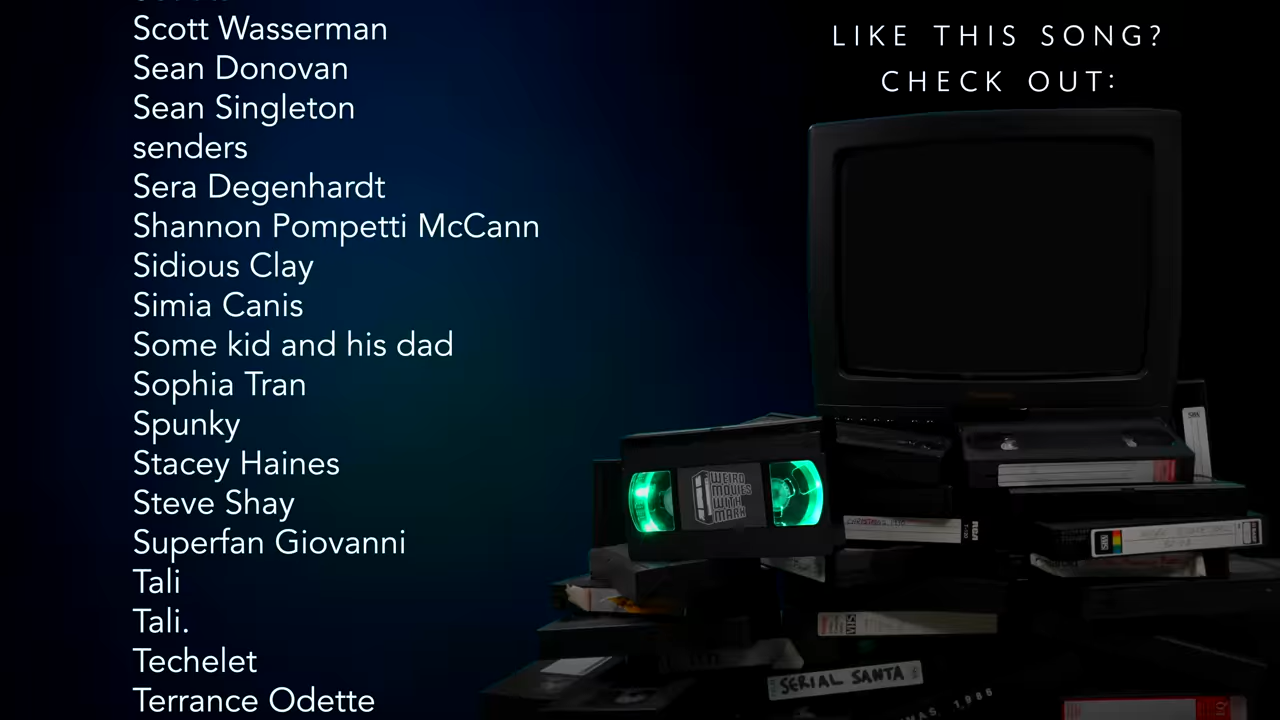 Scott Wasserman
Sean Donovan
Sean Singleton
senders
Sera Degenhardt
Shannon Pompetti McCann
Sidious Clay
Simia Canis
Some kid and his dad
Sophia Tran
Spunky
Stacey Haines
Steve Shay
Superfan Giovanni
Tali
Tali.
Techelet
Terrance Odette
LIKE THIS SONG?
CHECK OUT:
WEIRD
MOVIES
WITH
MARK
RCA
VHS
SERIAL SANTA